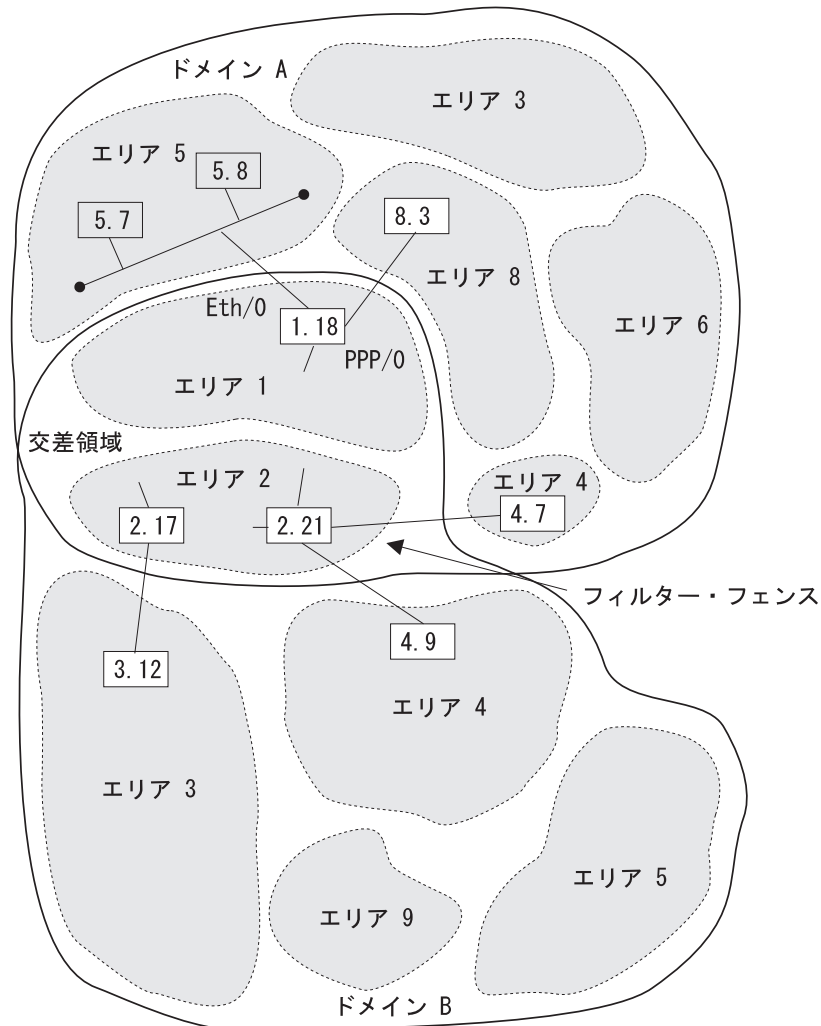 ドメイン A
エリア 3
エリア 5
5.8
5.7
8.3
エリア 8
Eth/0
1.18
PPP/0
エリア 6
エリア 1
交差領域
エリア 2
エリア 4
2.17
2.21
4.7
フィルター・フェンス
3.12
4.9
エリア 4
エリア 3
エリア 5
エリア 9
ドメイン B